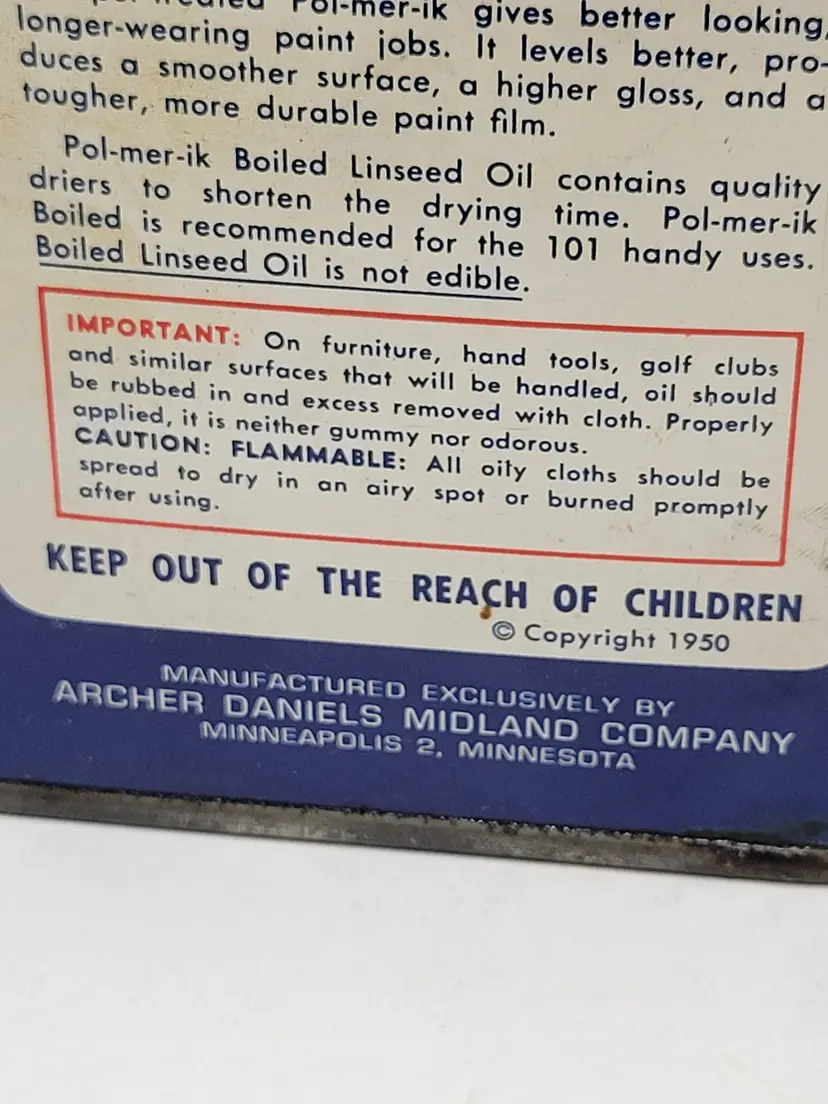 Pol-mer-ik gives better looking,
longer-wearing paint jobs. It levels better, pro-
duces a smoother surface, a higher gloss, and a
tougher, more durable paint film.
Pol-mer-ik Boiled Linseed Oil contains quality
driers to shorten the drying time. Pol-mer-ik
Boiled is recommended for the 101 handy uses.
Boiled Linseed Oil is not edible.
IMPORTANT: On furniture, hand tools, golf clubs
and similar surfaces that will be handled, oil should
be rubbed in and excess removed with cloth. Properly
applied, it is neither gummy nor odorous.
CAUTION: FLAMMABLE: All oily cloths should be
spread to dry in an airy spot or burned promptly
after using.
KEEP OUT OF THE REACH OF CHILDREN
© Copyright 1950
MANUFACTURED EXCLUSIVELY BY
ARCHER DANIELS MIDLAND COMPANY
MINNEAPOLIS 2, MINNESOTA